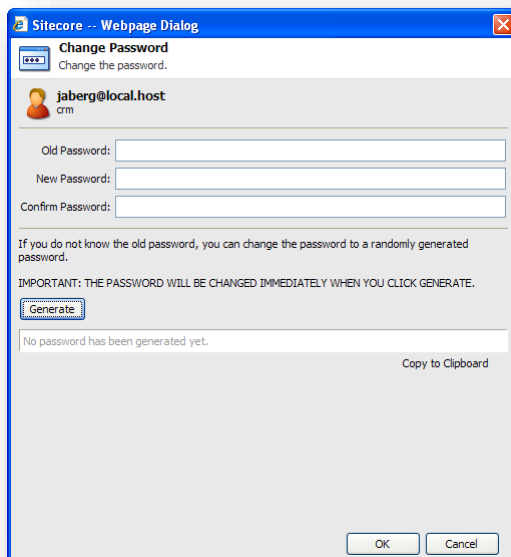 Sitecore -- Webpage Dialog
Change Password
Change the password.
jaberg@local.host
crm
Old Password:
New Password:
Confirm Password:
If you do not know the old password, you can change the password to a randomly generated
password.
IMPORTANT: THE PASSWORD WILL BE CHANGED IMMEDIATELY WHEN YOU CLICK GENERATE.
Generate
No password has been generated yet.
Copy to Clipboard
OK Cancel